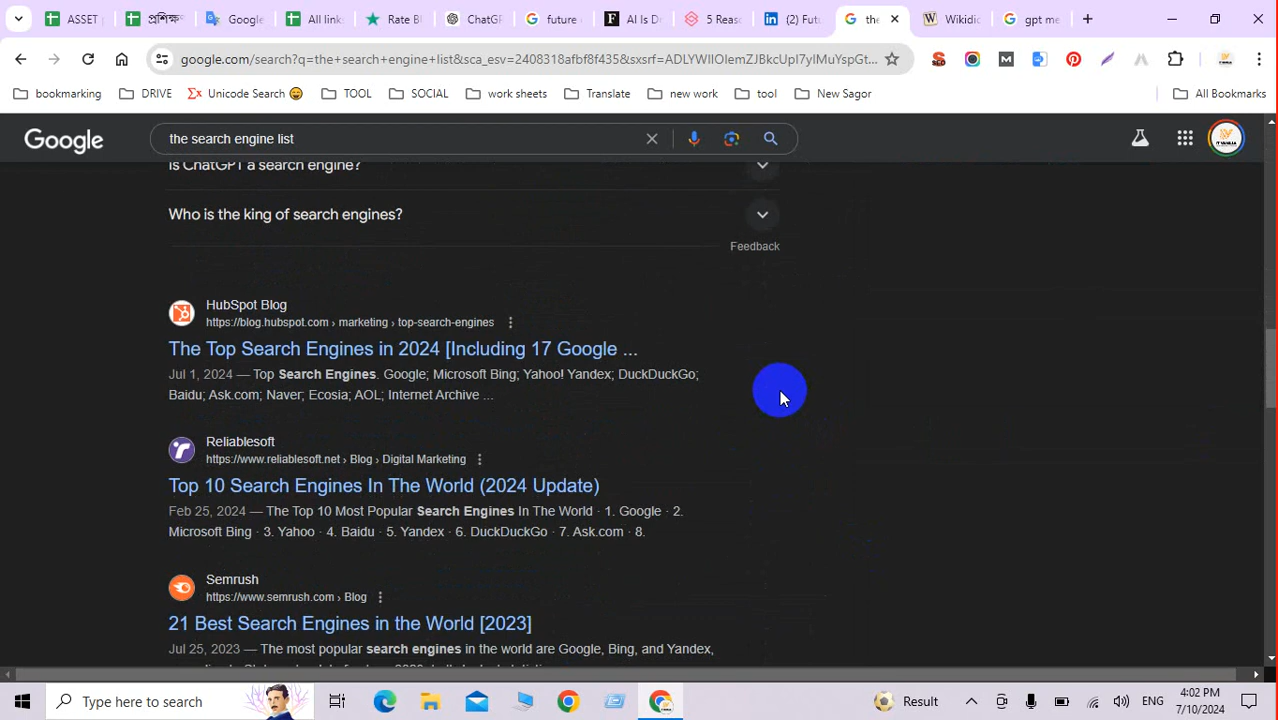 ASSET
প্রশিক্ষ
Google
All links
Rate Bl
ChatGP
future
AI Is D
5 Reas
(2) Fut
the
Wikidic
gpt me
google.com/search?q=the+search+engine+list&sca_esv=2408318afbf8f435&sxsrf=ADLYWIIOlemZJBkcUpI7yIMuYspGt...
bookmarking
DRIVE
Unicode Search
TOOL
SOCIAL
work sheets
Translate
new work
tool
New Sagor
All Bookmarks
Google
the search engine list
Is ChatGPT a search engine?
Who is the king of search engines?
Feedback
HubSpot Blog
https://blog.hubspot.com › marketing › top-search-engines
The Top Search Engines in 2024 [Including 17 Google ...
Jul 1, 2024 — Top Search Engines. Google; Microsoft Bing; Yahoo! Yandex; DuckDuckGo;
Baidu; Ask.com; Naver; Ecosia; AOL; Internet Archive ...
Reliablesoft
https://www.reliablesoft.net › Blog › Digital Marketing
Top 10 Search Engines In The World (2024 Update)
Feb 25, 2024 — The Top 10 Most Popular Search Engines In The World · 1. Google · 2.
Microsoft Bing · 3. Yahoo · 4. Baidu · 5. Yandex · 6. DuckDuckGo · 7. Ask.com · 8.
Semrush
https://www.semrush.com › Blog
21 Best Search Engines in the World [2023]
Jul 25, 2023 — The most popular search engines in the world are Google, Bing, and Yandex,
Type here to search
Result
ENG
4:02 PM
7/10/2024